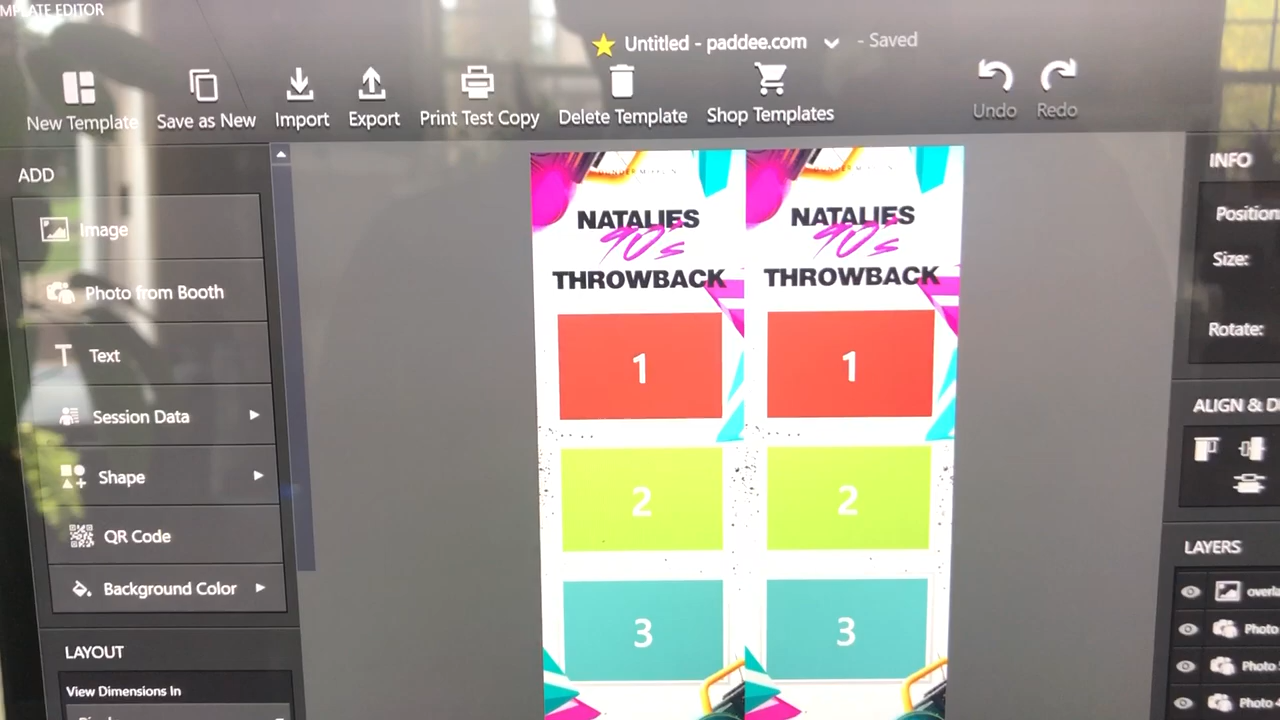 TEMPLATE EDITOR
Untitled - paddee.com - Saved
New Template
Save as New
Import
Export
Print Test Copy
Delete Template
Shop Templates
Undo
Redo
ADD
Image
Photo from Booth
Text
Session Data
Shape
QR Code
Background Color
LAYOUT
View Dimensions In
NATALIES
90's
THROWBACK
1
2
3
NATALIES
90's
THROWBACK
1
2
3
INFO
Position
Size:
Rotate:
ALIGN & D
LAYERS
overla
Photo
Photo
Photo